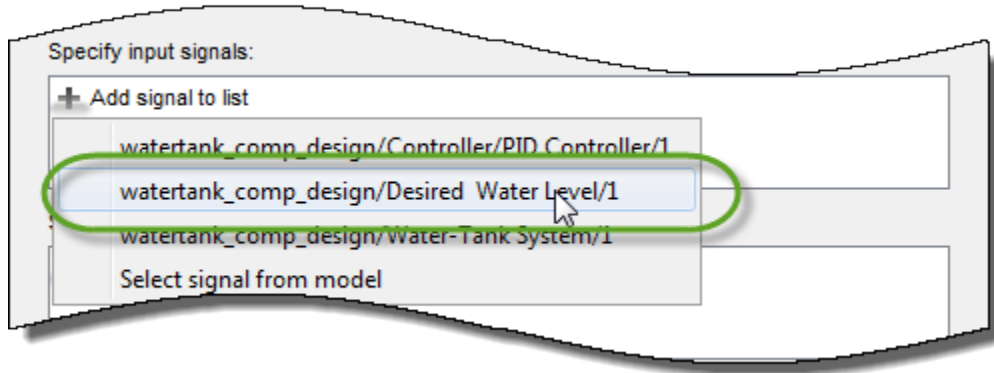 Specify input signals:
Add signal to list
watertank_comp_design/Controller/PID Controller/1
watertank_comp_design/Desired  Water Level/1
watertank_comp_design/Water-Tank System/1
Select signal from model